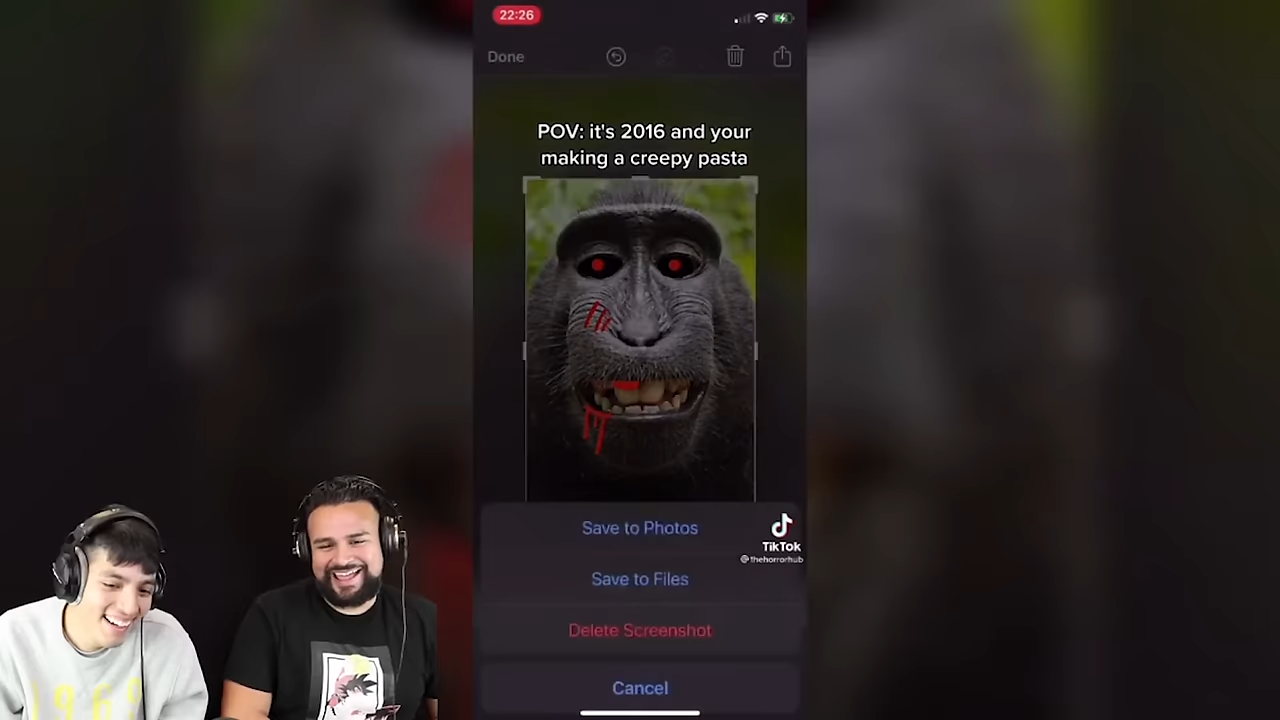 22:26
Done
POV: it's 2016 and your
making a creepy pasta
Save to Photos
TikTok
@thehorrorhub
Save to Files
Delete Screenshot
Cancel
1969